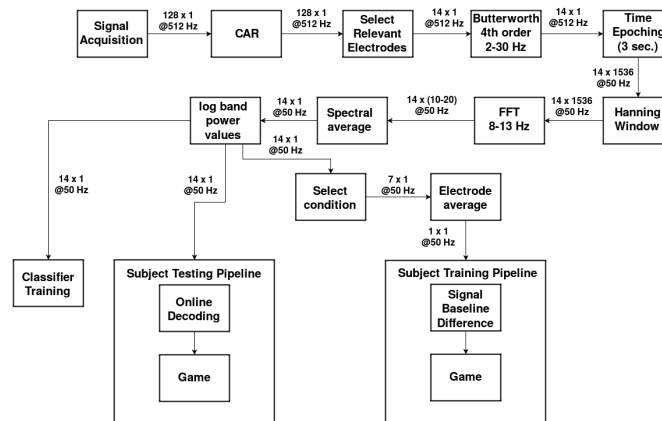 Signal
Acquisition
128 x 1
@512 Hz
CAR
128 x 1
@512 Hz
Select
Relevant
Electrodes
14 x 1
@512 Hz
Butterworth
4th order
2-30 Hz
14 x 1
@512 Hz
Time
Epoching
(3 sec.)
14 x 1536
@50 Hz
Hanning
Window
14 x 1536
@50 Hz
FFT
8-13 Hz
14 x (10-20)
@50 Hz
Spectral
average
14 x 1
@50 Hz
log band
power
values
14 x 1
@50 Hz
14 x 1
@50 Hz
14 x 1
@50 Hz
Select
condition
7 x 1
@50 Hz
Electrode
average
1 x 1
@50 Hz
Classifier
Training
Subject Testing Pipeline
Online
Decoding
Game
Subject Training Pipeline
Signal
Baseline
Difference
Game